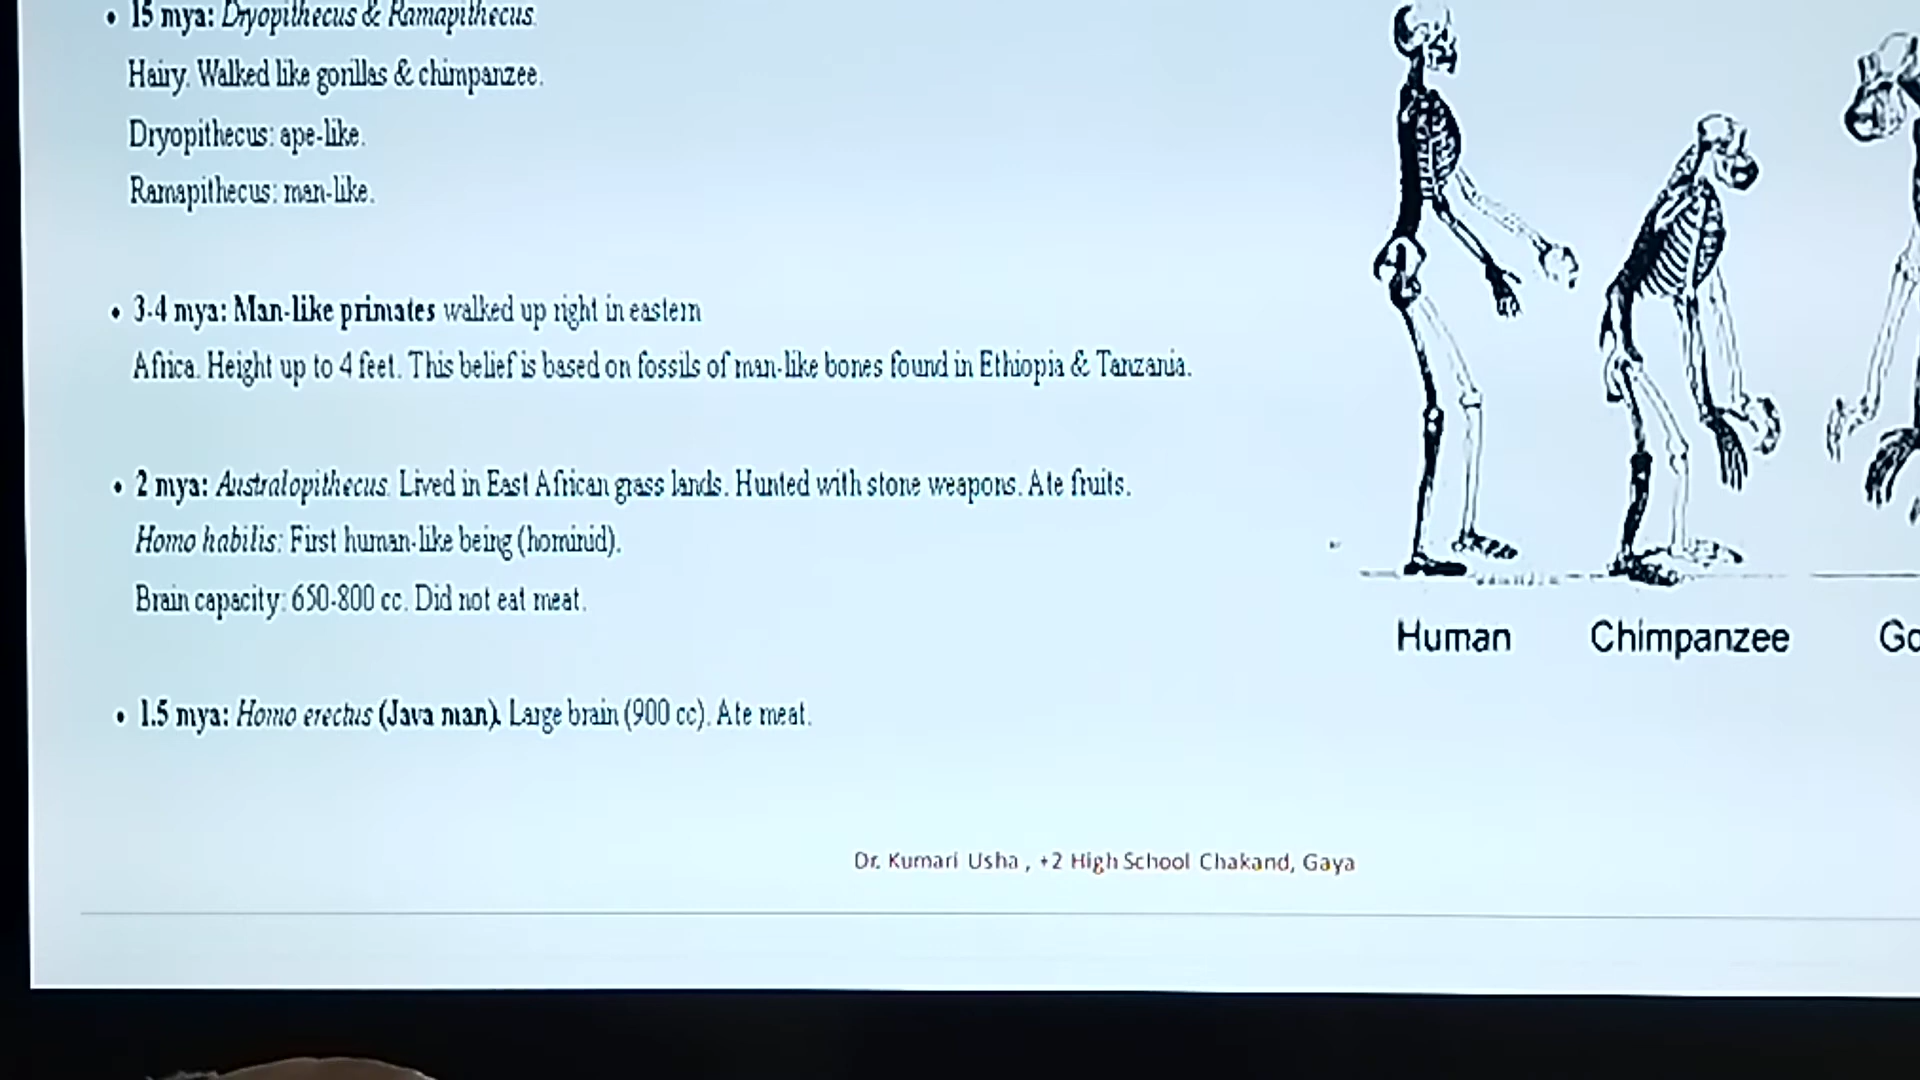 • 15 mya: Dryopithecus & Ramapithecus.
Hairy. Walked like gorillas & chimpanzee.
Dryopithecus: ape-like.
Ramapithecus: man-like.
• 3-4 mya: Man-like primates walked up right in eastern
Africa. Height up to 4 feet. This belief is based on fossils of man-like bones found in Ethiopia & Tanzania.
• 2 mya: Australopithecus. Lived in East African grass lands. Hunted with stone weapons. Ate fruits.
Homo habilis: First human-like being (hominid).
Brain capacity: 650-800 cc. Did not eat meat.
• 1.5 mya: Homo erectus (Java man). Large brain (900 cc). Ate meat.
Human Chimpanzee Go
Dr. Kumari Usha , +2 High School Chakand, Gaya